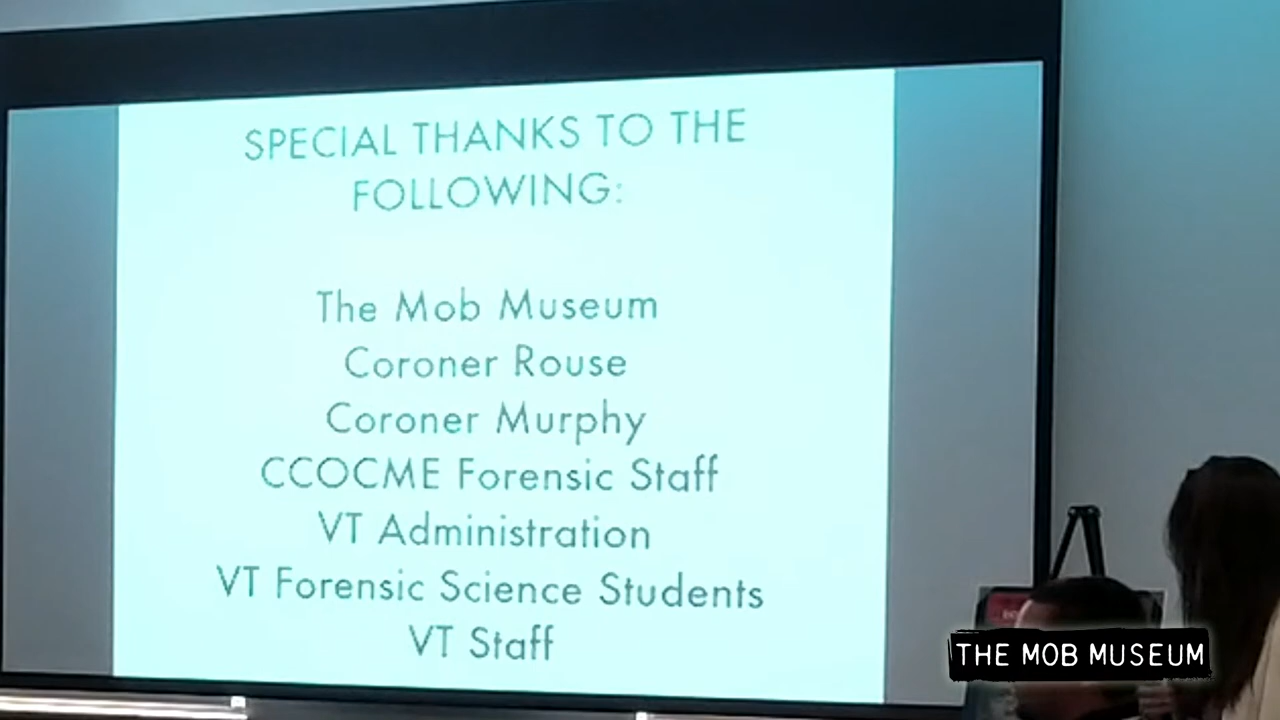 SPECIAL THANKS TO THE
FOLLOWING:
The Mob Museum
Coroner Rouse
Coroner Murphy
CCOCME Forensic Staff
VT Administration
VT Forensic Science Students
VT Staff
THE MOB MUSEUM